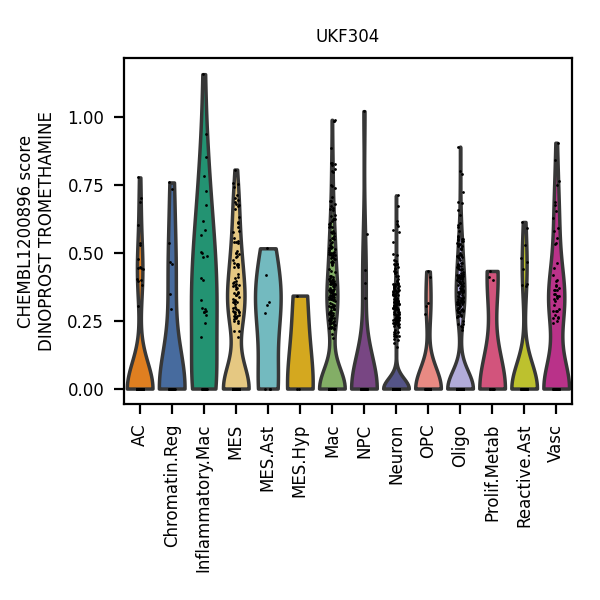 UKF304
CHEMBL1200896 score
DINOPROST TROMETHAMINE
1.00
0.75
0.50
0.25
0.00
AC
Chromatin.Reg
Inflammatory.Mac
MES
MES.Ast
MES.Hyp
Mac
NPC
Neuron
OPC
Oligo
Prolif.Metab
Reactive.Ast
Vasc